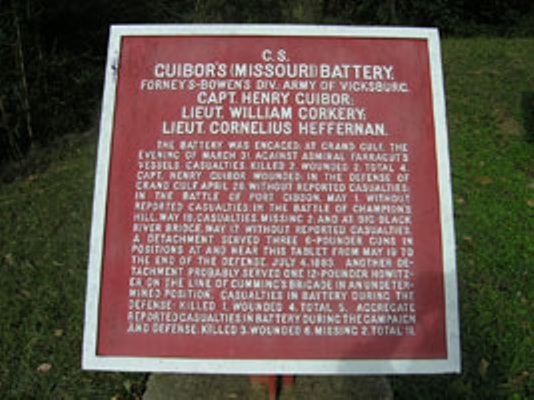 C.S.
GUIBOR'S (MISSOURI) BATTERY,
FORNEY'S-BOWEN'S DIV.: ARMY OF VICKSBURG.
CAPT. HENRY GUIBOR;
LIEUT. WILLIAM CORKERY;
LIEUT. CORNELIUS HEFFERNAN.
THE BATTERY WAS ENGAGED: AT GRAND GULF, THE
EVENING OF MARCH 31, AGAINST ADMIRAL FARRAGUT'S
VESSELS, CASUALTIES, KILLED 2, WOUNDED 2, TOTAL 4,
CAPT. HENRY GUIBOR WOUNDED; IN THE DEFENSE OF
GRAND GULF, APRIL 29, WITHOUT REPORTED CASUALTIES;
IN THE BATTLE OF PORT GIBSON, MAY 1, WITHOUT
REPORTED CASUALTIES; IN THE BATTLE OF CHAMPION'S
HILL, MAY 16, CASUALTIES, MISSING 2; AND AT BIG BLACK
RIVER BRIDGE, MAY 17, WITHOUT REPORTED CASUALTIES.
A DETACHMENT SERVED THREE 6-POUNDER GUNS IN
POSITIONS AT AND NEAR THIS TABLET FROM MAY 19 TO
THE END OF THE DEFENSE, JULY 4, 1863. ANOTHER DE-
TACHMENT PROBABLY SERVED ONE 12-POUNDER HOWITZ-
ER ON THE LINE OF CUMMING'S BRIGADE IN AN UNDETER-
MINED POSITION. CASUALTIES IN BATTERY DURING THE
DEFENSE: KILLED 1, WOUNDED 4, TOTAL 5. AGGREGATE
REPORTED CASUALTIES IN BATTERY DURING THE CAMPAIGN
AND DEFENSE: KILLED 3, WOUNDED 6, MISSING 2, TOTAL